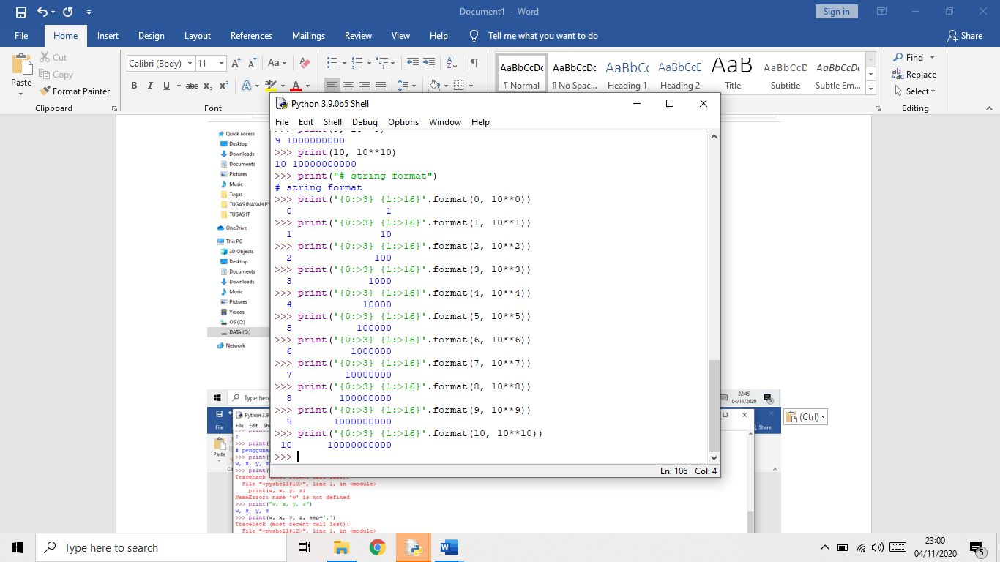 Document1 - Word
Sign in
File Home Insert Design Layout References Mailings Review View Help Tell me what you want to do Share
Paste
Cut
Copy
Format Painter
Clipboard
Calibri (Body) 11
Font
AaBbCcDc AaBbCcDc AaBbCc AaBbCcD AaB AaBbCcD AaBbCcDc
¶ Normal ¶ No Spac... Heading 1 Heading 2 Title Subtitle Subtle Em...
Find
Replace
Select
Editing
Python 3.9.0b5 Shell
File Edit Shell Debug Options Window Help
9 1000000000
>>> print(10, 10**10)
10 10000000000
>>> print("# string format")
# string format
>>> print('{0:>3} {1:>16}'.format(0, 10**0))
  0                1
>>> print('{0:>3} {1:>16}'.format(1, 10**1))
  1               10
>>> print('{0:>3} {1:>16}'.format(2, 10**2))
  2              100
>>> print('{0:>3} {1:>16}'.format(3, 10**3))
  3             1000
>>> print('{0:>3} {1:>16}'.format(4, 10**4))
  4            10000
>>> print('{0:>3} {1:>16}'.format(5, 10**5))
  5           100000
>>> print('{0:>3} {1:>16}'.format(6, 10**6))
  6          1000000
>>> print('{0:>3} {1:>16}'.format(7, 10**7))
  7         10000000
>>> print('{0:>3} {1:>16}'.format(8, 10**8))
  8        100000000
>>> print('{0:>3} {1:>16}'.format(9, 10**9))
  9       1000000000
>>> print('{0:>3} {1:>16}'.format(10, 10**10))
 10      10000000000
>>>
Ln: 106 Col: 4
Quick access
Desktop
Downloads
Documents
Pictures
Music
Tugas
TUGAS INAYAH PY
TUGAS IT
OneDrive
This PC
3D Objects
Desktop
Documents
Downloads
Music
Pictures
Videos
OS (C:)
DATA (D:)
Network
Type here
22:45
04/11/2020
Python 3.9.
File Edit
File
Share
Paste
2
>>> print(
# pengguna
>>> print(
w, x, y, z
>>> print(
Traceback (most recent call last):
File "<pyshell#10>", line 1, in <module>
print(w, x, y, z)
NameError: name 'w' is not defined
>>> print("w, x, y, z")
w, x, y, z
>>> print(w, x, y, z, sep=',')
Traceback (most recent call last):
File "<pyshell#12>", line 1, in <module>
(Ctrl)
Type here to search
23:00
04/11/2020
5